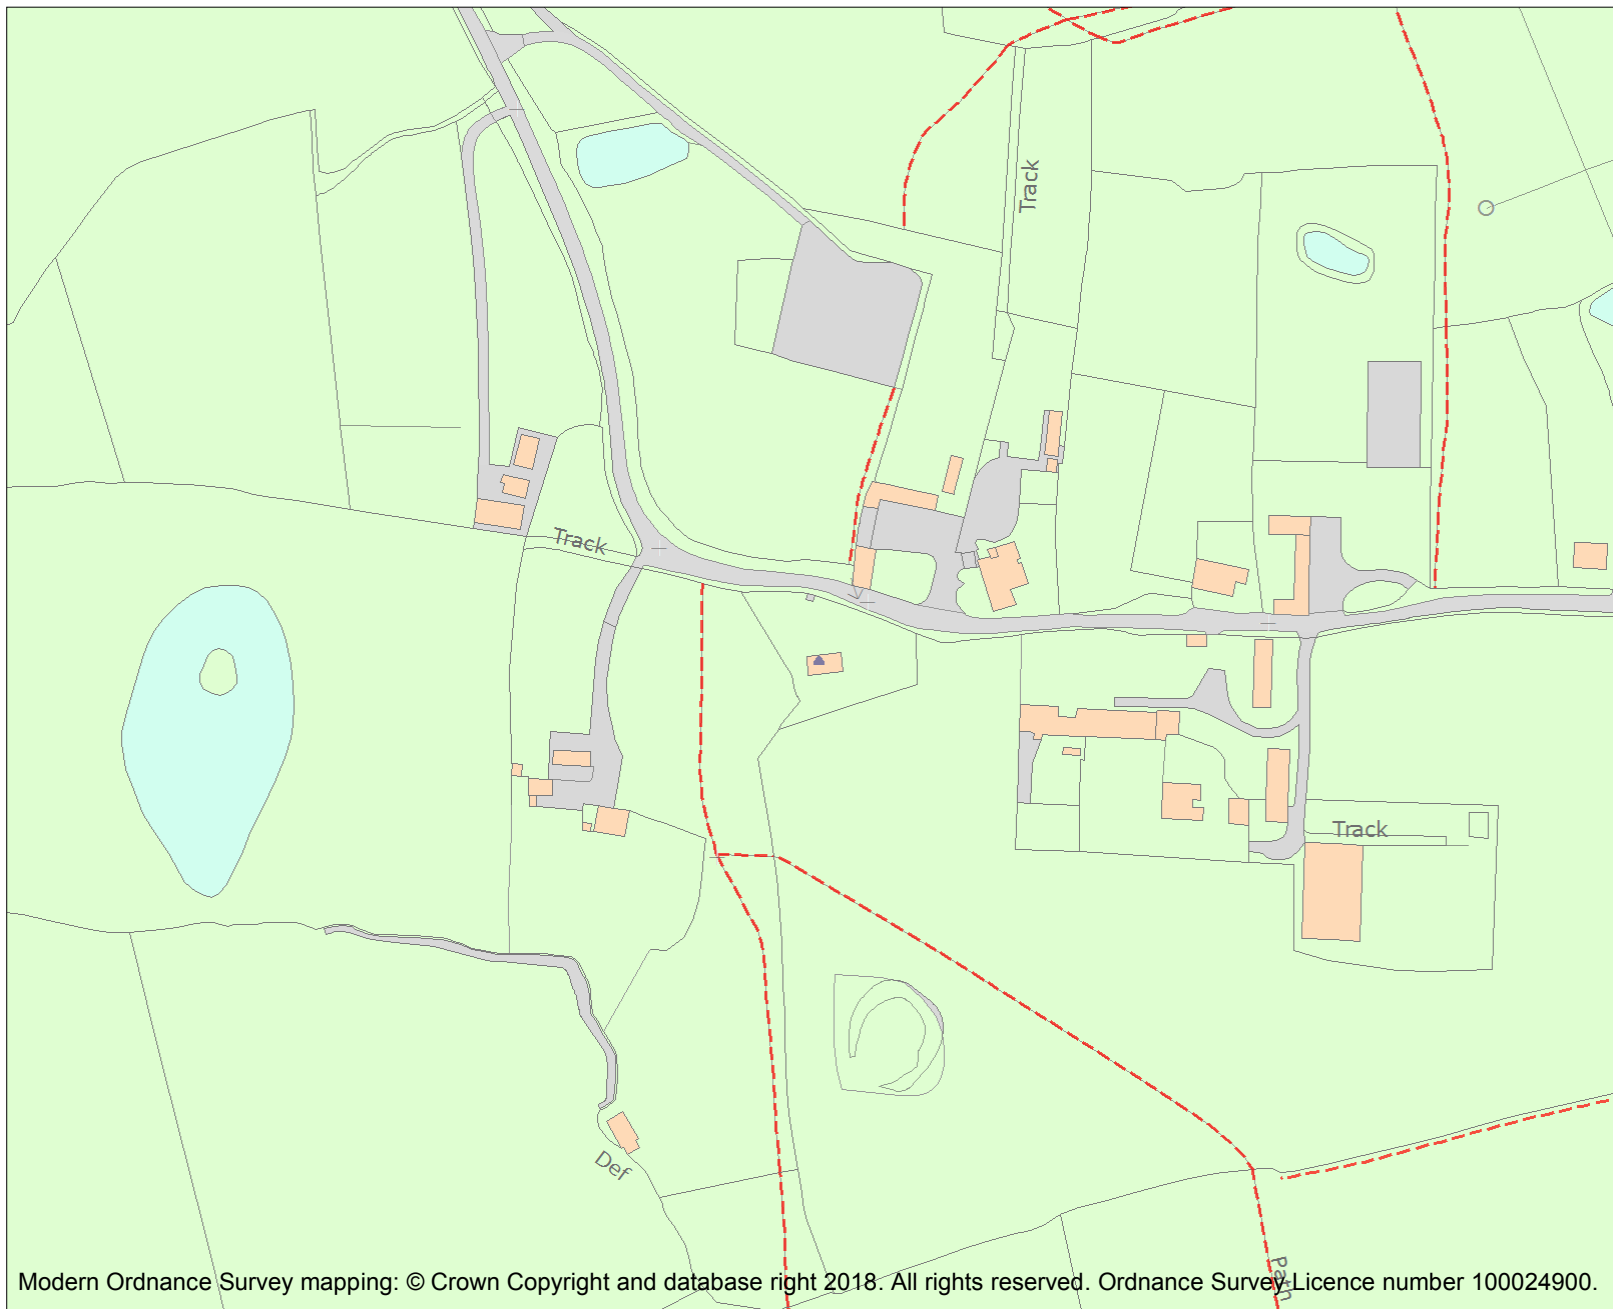 Track
Track
Track
Def
Path
Modern Ordnance Survey mapping: © Crown Copyright and database right 2018. All rights reserved. Ordnance Survey Licence number 100024900.